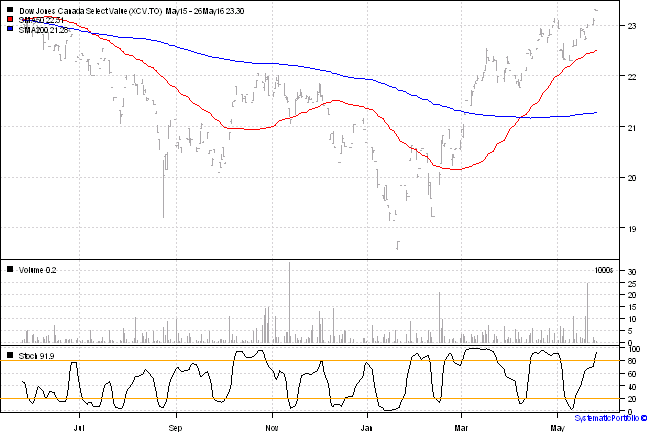 Dow Jones Canada Select Value (XCV.TO) May15 - 26May16 23.30
SMA50 22.51
SMA200 21.28
23
22
21
20
19
Volume 0.2
1000s
30
25
20
15
10
5
0
Stoch 91.9
100
80
60
40
20
0
Jul
Sep
Nov
Jan
Mar
May
SystematicPortfolio ©